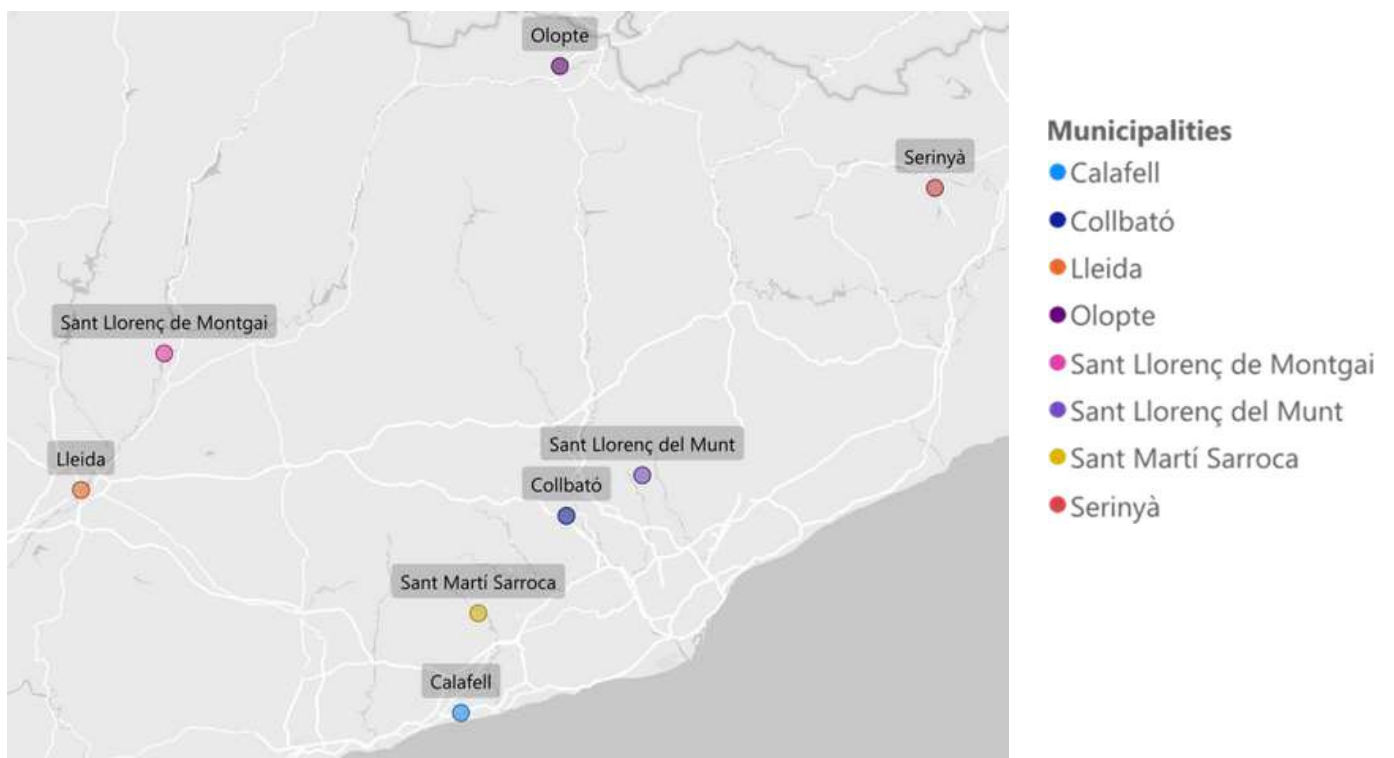 Olopte
Serinyà
Sant Llorenç de Montgai
Lleida
Sant Llorenç del Munt
Collbató
Sant Martí Sarroca
Calafell
Municipalities
Calafell
Collbató
Lleida
Olopte
Sant Llorenç de Montgai
Sant Llorenç del Munt
Sant Martí Sarroca
Serinyà